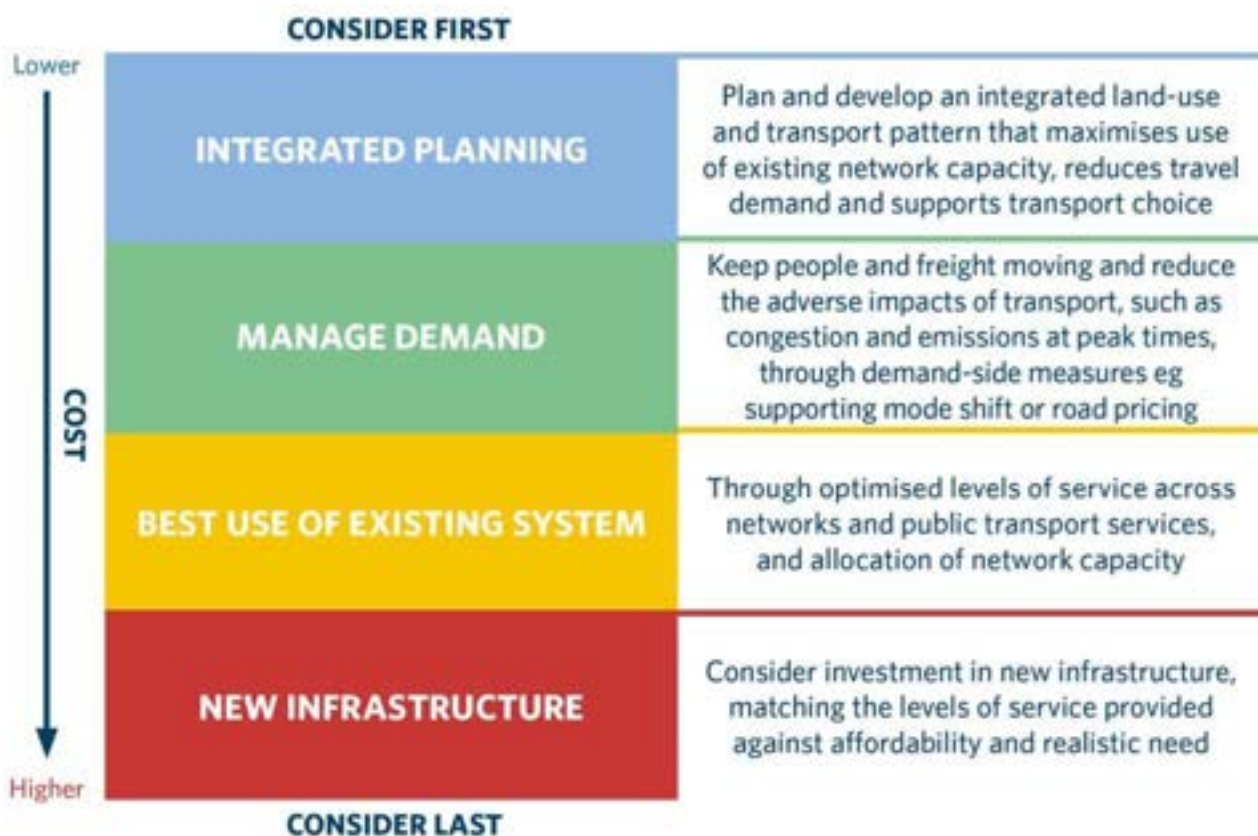 CONSIDER FIRST
Lower
INTEGRATED PLANNING
Plan and develop an integrated land-use
and transport pattern that maximises use
of existing network capacity, reduces travel
demand and supports transport choice
MANAGE DEMAND
Keep people and freight moving and reduce
the adverse impacts of transport, such as
congestion and emissions at peak times,
through demand-side measures eg
supporting mode shift or road pricing
COST
BEST USE OF EXISTING SYSTEM
Through optimised levels of service across
networks and public transport services,
and allocation of network capacity
NEW INFRASTRUCTURE
Consider investment in new infrastructure,
matching the levels of service provided
against affordability and realistic need
Higher
CONSIDER LAST